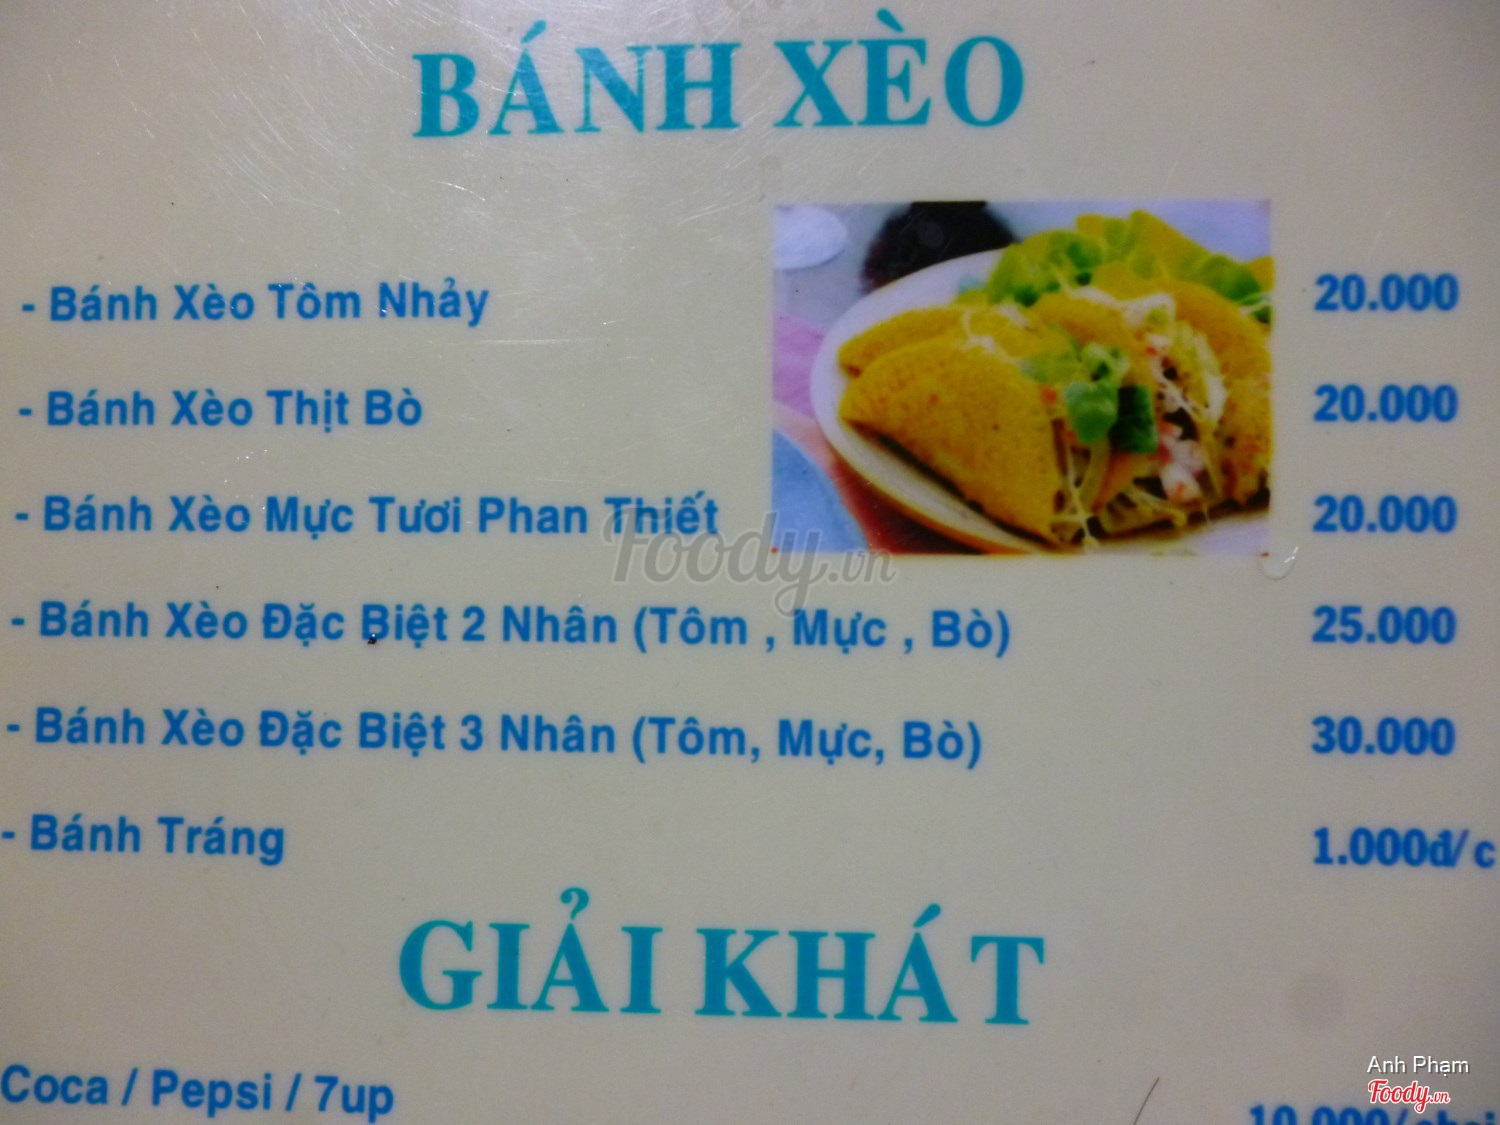 BÁNH XÈO
- Bánh Xèo Tôm Nhảy 20.000
- Bánh Xèo Thịt Bò 20.000
- Bánh Xèo Mực Tươi Phan Thiết 20.000
Foody.vn
- Bánh Xèo Đặc Biệt 2 Nhân (Tôm , Mực , Bò) 25.000
- Bánh Xèo Đặc Biệt 3 Nhân (Tôm, Mực, Bò) 30.000
- Bánh Tráng 1.000đ/c
GIẢI KHÁT
Coca / Pepsi / 7up
Anh Phạm
Foody.vn